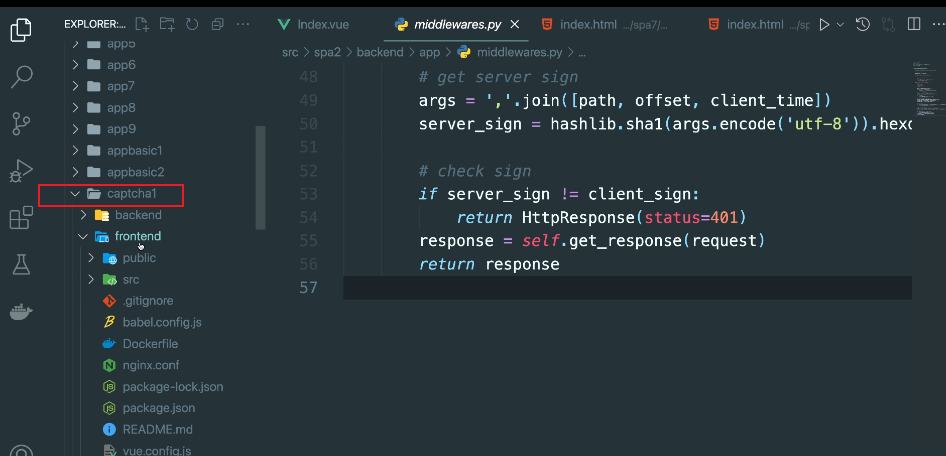 EXPLORER:...
Index.vue
middlewares.py
index.html .../spa7/...
index.html .../sp
src > spa2 > backend > app > middlewares.py > ...
app5
app6
app7
app8
app9
appbasic1
appbasic2
captcha1
backend
frontend
public
src
.gitignore
babel.config.js
Dockerfile
nginx.conf
package-lock.json
package.json
README.md
vue.config.js
48 # get server sign
49 args = ','.join([path, offset, client_time])
50 server_sign = hashlib.sha1(args.encode('utf-8')).hexd
51
52 # check sign
53 if server_sign != client_sign:
54 return HttpResponse(status=401)
55 response = self.get_response(request)
56 return response
57